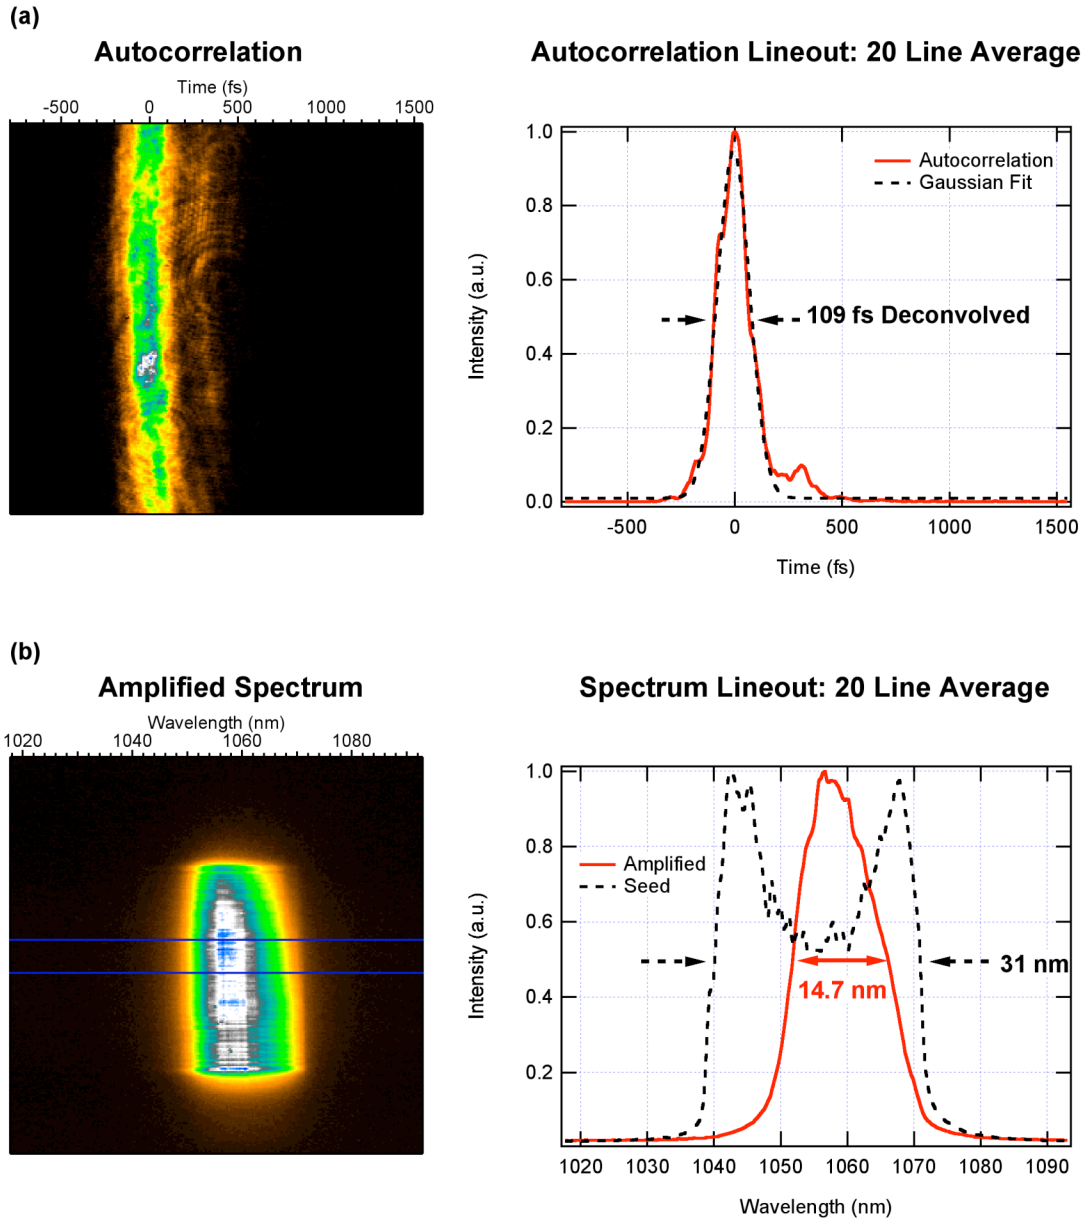 (a)
Autocorrelation
Time (fs)
-500 0 500 1000 1500
Autocorrelation Lineout: 20 Line Average
1.0
0.8
0.6
0.4
0.2
0.0
Intensity (a.u.)
Autocorrelation
Gaussian Fit
109 fs Deconvolved
-500 0 500 1000 1500
Time (fs)
(b)
Amplified Spectrum
Wavelength (nm)
1020 1040 1060 1080
Spectrum Lineout: 20 Line Average
1.0
0.8
0.6
0.4
0.2
Intensity (a.u.)
Amplified
Seed
31 nm
14.7 nm
1020 1030 1040 1050 1060 1070 1080 1090
Wavelength (nm)